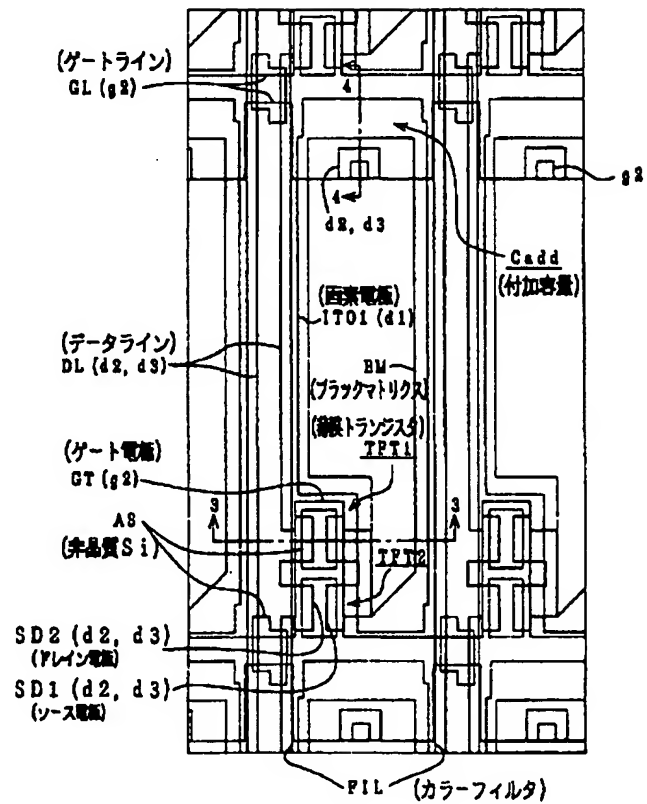 (ゲートライン)
GL (g2)
4
4
g2
d2, d3
Cadd
(付加容量)
(画素電極)
ITO1 (d1)
(データライン)
DL (d2, d3)
BM
(ブラックマトリクス)
(薄膜トランジスタ)
TFT1
(ゲート電極)
GT (g2)
3
3
AS
(非晶質Si)
TFT2
SD2 (d2, d3)
(ドレイン電極)
SD1 (d2, d3)
(ソース電極)
FIL
(カラーフィルタ)